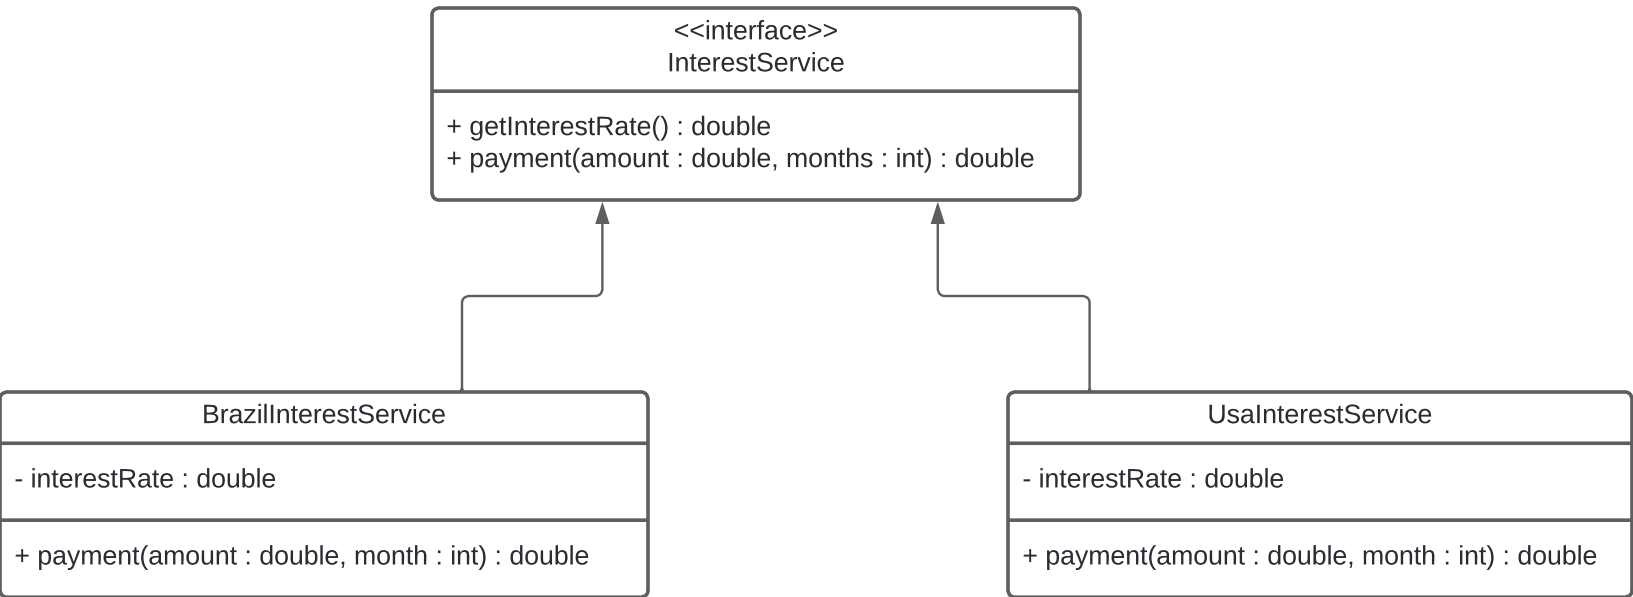 <<interface>>
InterestService
+ getInterestRate() : double
+ payment(amount : double, months : int) : double
BrazilInterestService
- interestRate : double
+ payment(amount : double, month : int) : double
UsaInterestService
- interestRate : double
+ payment(amount : double, month : int) : double